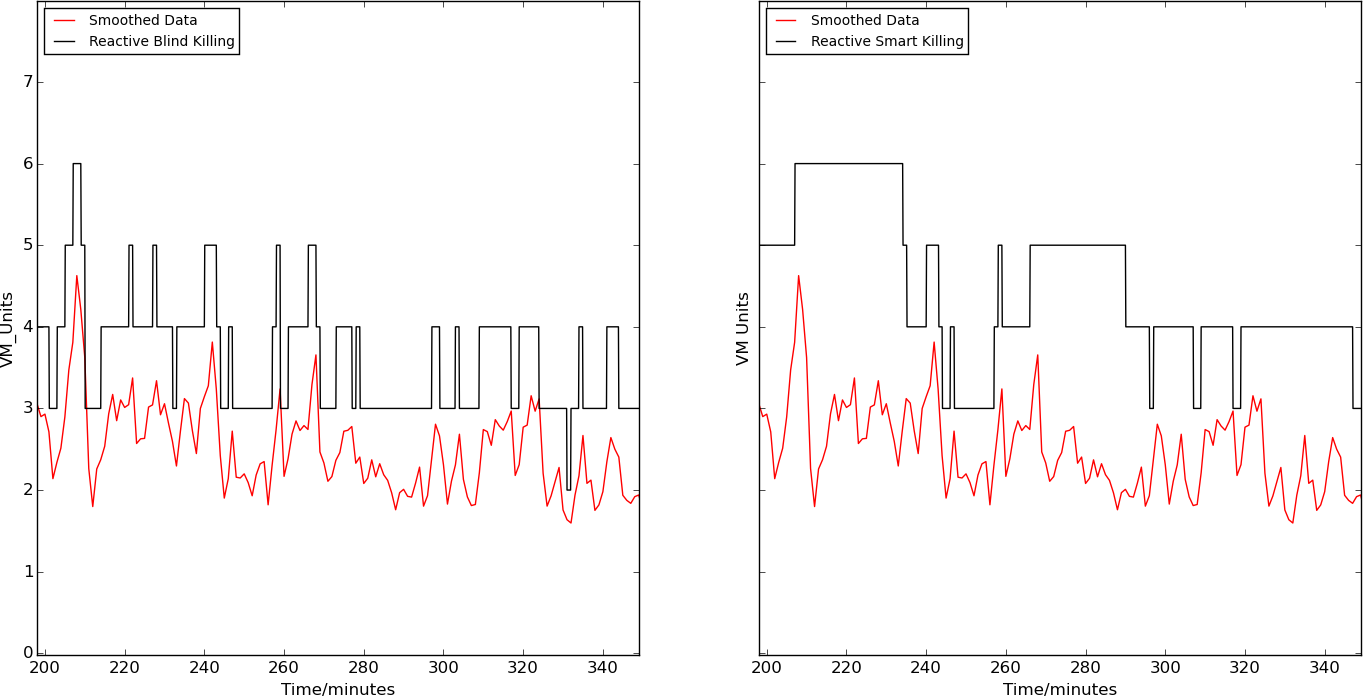 Smoothed Data
Reactive Blind Killing
7
6
5
4
3
2
1
0
VM_Units
200 220 240 260 280 300 320 340
Time/minutes
Smoothed Data
Reactive Smart Killing
VM Units
200 220 240 260 280 300 320 340
Time/minutes